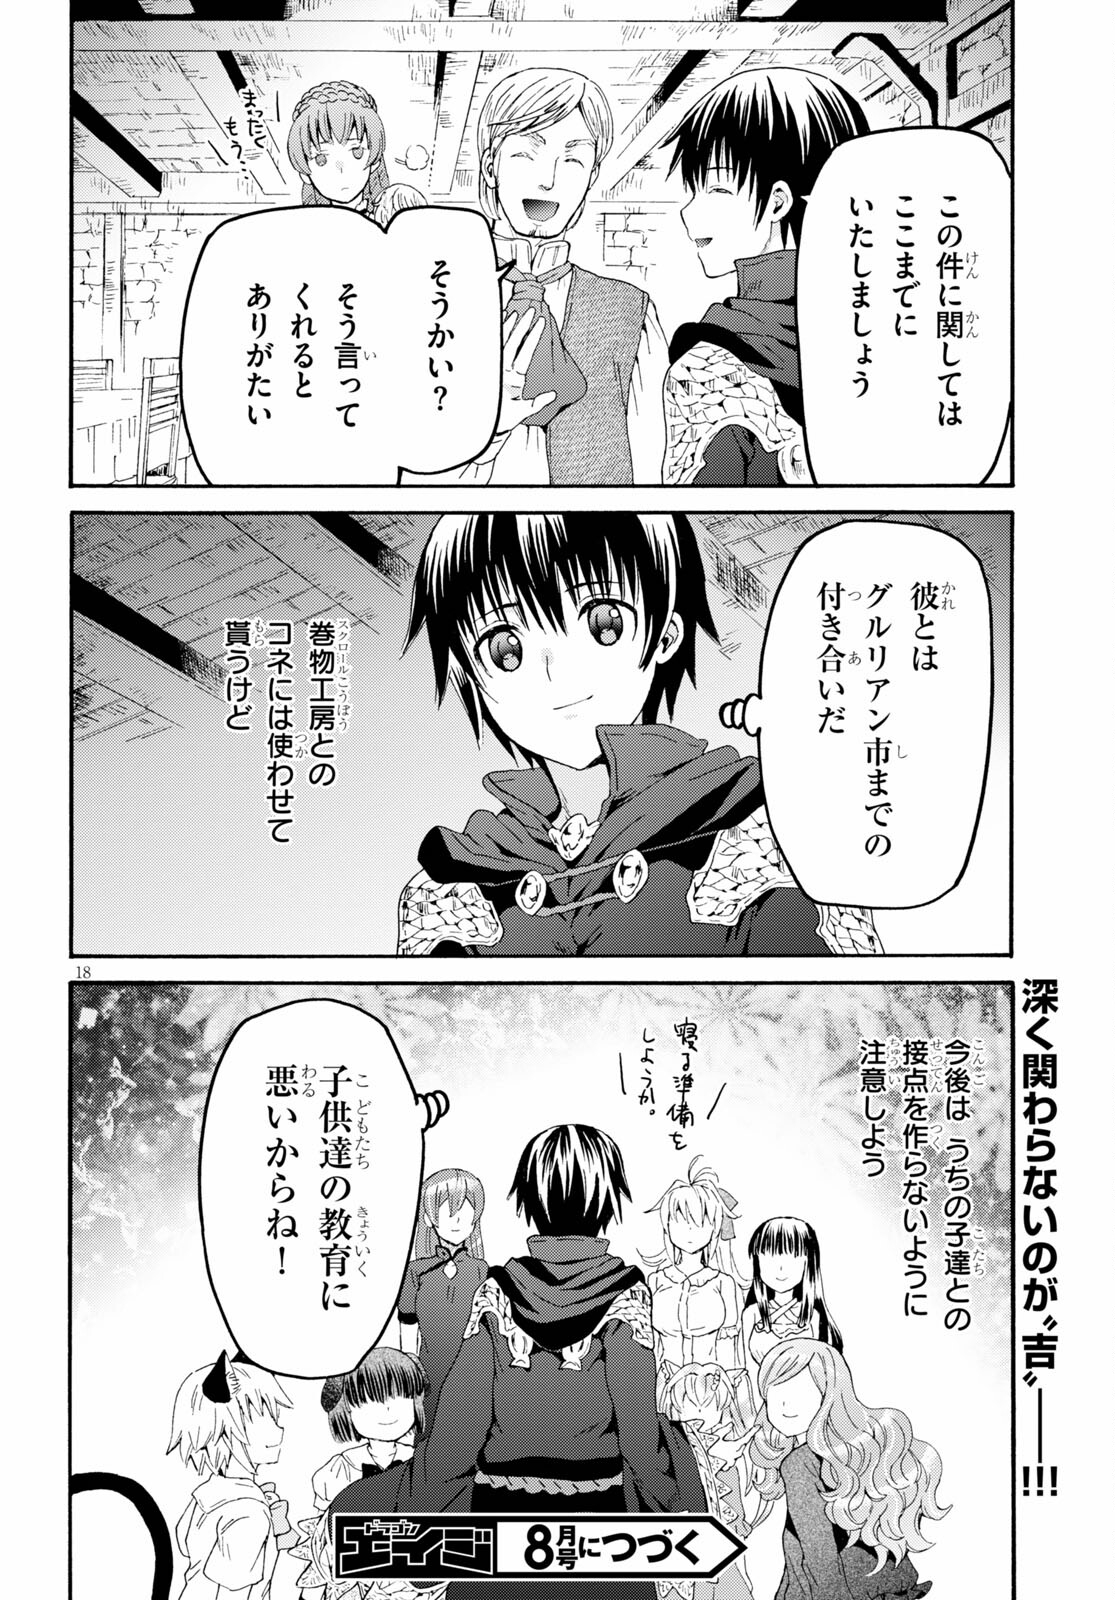 この件に関しては
ここまでに
いたしましょう
そうかい？
そう言って
くれると
ありがたい
まったく
もう…
彼とは
グルリアン市までの
付き合いだ
巻物工房との
コネには使わせて
貰うけど
18
今後は うちの子達との
接点を作らないように
注意しよう
寝る準備を
しようか。
子供達の教育に
悪いからね！
深く関わらないのが〝吉〟――!!!
ドラゴン
エイジ
8月号につづく